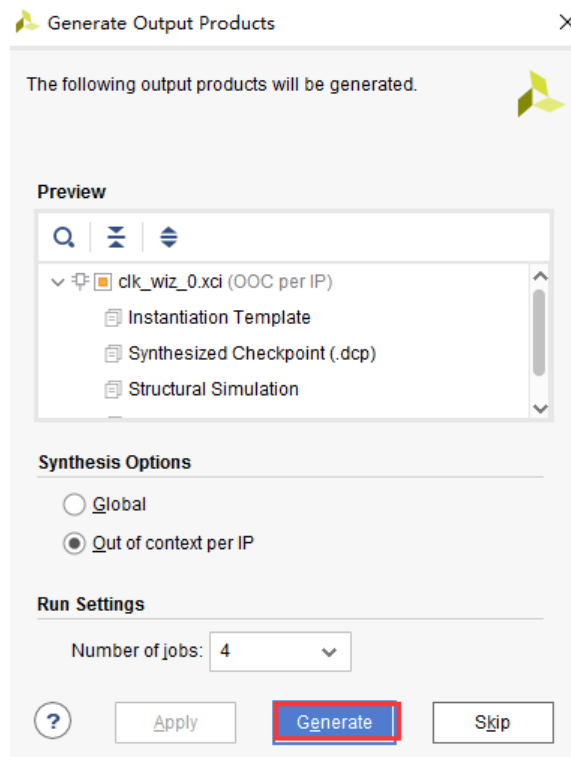 Generate Output Products
The following output products will be generated.
Preview
clk_wiz_0.xci (OOC per IP)
Instantiation Template
Synthesized Checkpoint (.dcp)
Structural Simulation
Synthesis Options
Global
Out of context per IP
Run Settings
Number of jobs: 4
? Apply Generate Skip